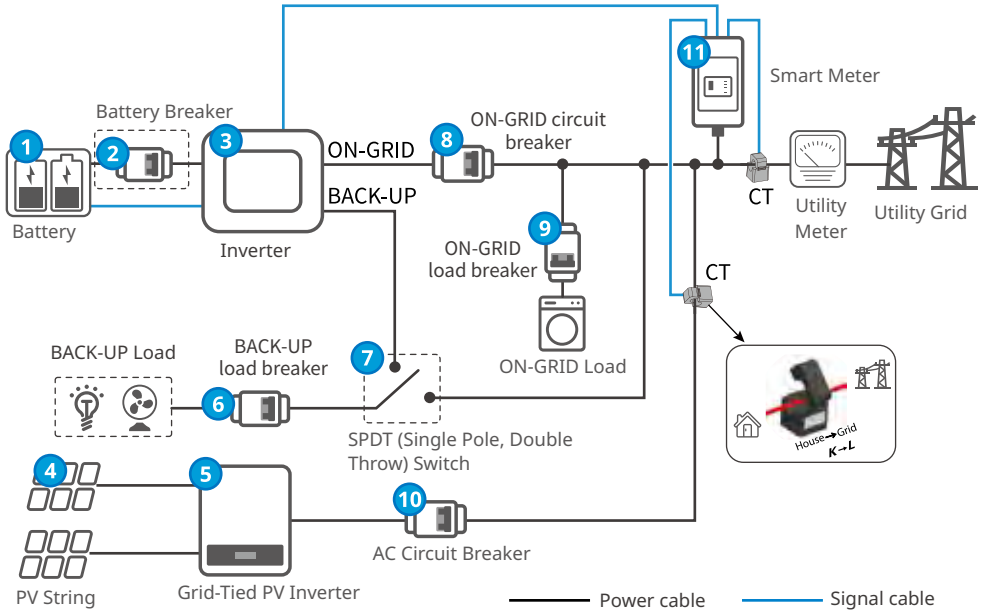 11
Smart Meter
Battery Breaker
ON-GRID circuit
breaker
1
2
3
ON-GRID
8
BACK-UP
CT
Utility
Meter
Utility Grid
Battery
Inverter
9
ON-GRID
load breaker
CT
BACK-UP Load
BACK-UP
load breaker
7
ON-GRID Load
6
SPDT (Single Pole, Double
Throw) Switch
House→Grid
K→L
4
5
10
AC Circuit Breaker
PV String
Grid-Tied PV Inverter
Power cable
Signal cable